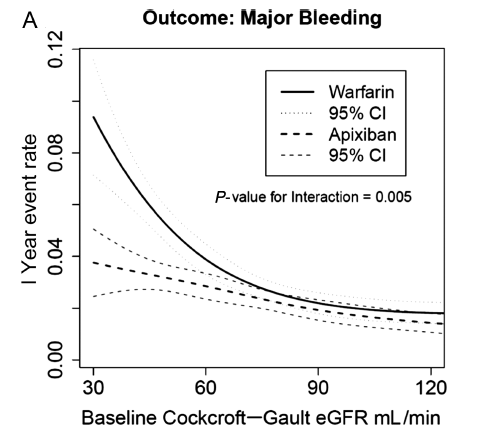 A
Outcome: Major Bleeding
Warfarin
95% CI
Apixiban
95% CI
P-value for Interaction = 0.005
I Year event rate
0.12
0.08
0.04
0.00
30 60 90 120
Baseline Cockcroft—Gault eGFR mL/min